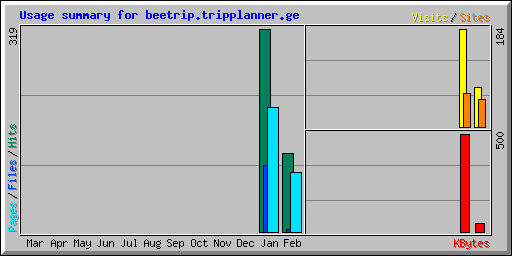 Usage summary for beetrip.tripplanner.ge
Visits / Sites
319
184
Pages / Files / Hits
500
Mar Apr May Jun Jul Aug Sep Oct Nov Dec Jan Feb
KBytes